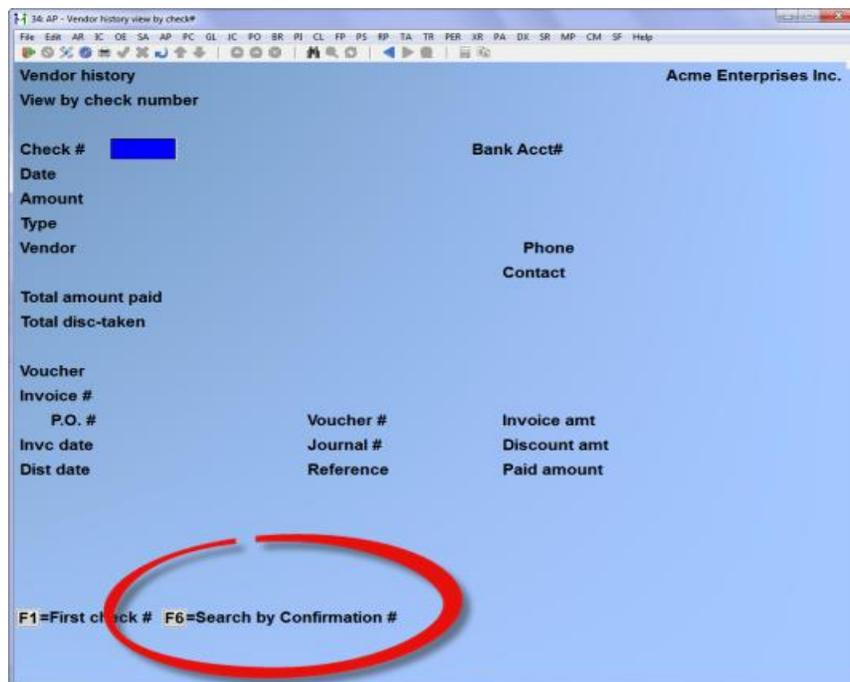 34: AP - Vendor history view by check#
File Edit AR IC OE SA AP PC GL JC PO BR PJ CL FP PS RP TA TR PER XR PA DX SR MP CM SF Help
Vendor history Acme Enterprises Inc.
View by check number
Check # Bank Acct#
Date
Amount
Type
Vendor Phone
Contact
Total amount paid
Total disc-taken
Voucher
Invoice #
P.O. # Voucher # Invoice amt
Invc date Journal # Discount amt
Dist date Reference Paid amount
F1=First check # F6=Search by Confirmation #